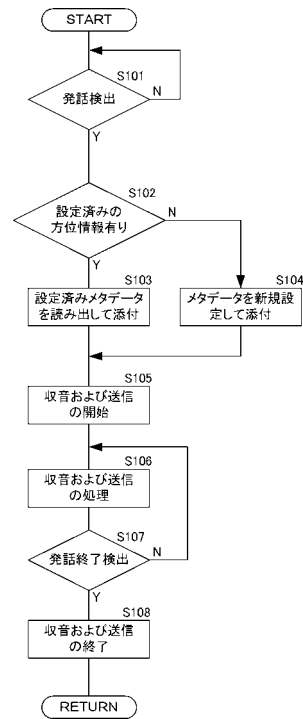 START
S101
発話検出
N
Y
S102
設定済みの
方位情報有り
N
Y
S103
設定済みメタデータ
を読み出して添付
S104
メタデータを新規設
定して添付
S105
収音および送信
の開始
S106
収音および送信
の処理
S107
発話終了検出
N
Y
S108
収音および送信
の終了
RETURN